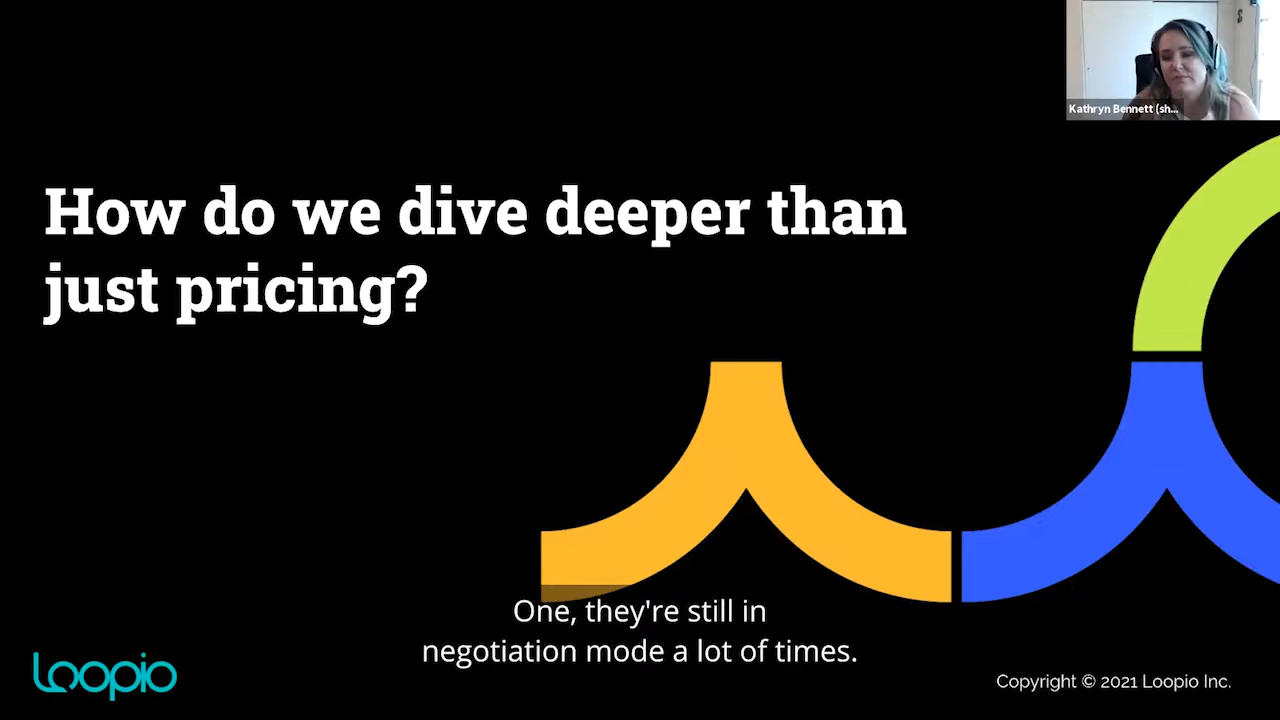 Kathryn Bennett (sh...
How do we dive deeper than
just pricing?
One, they're still in
negotiation mode a lot of times.
Loopio
Copyright © 2021 Loopio Inc.